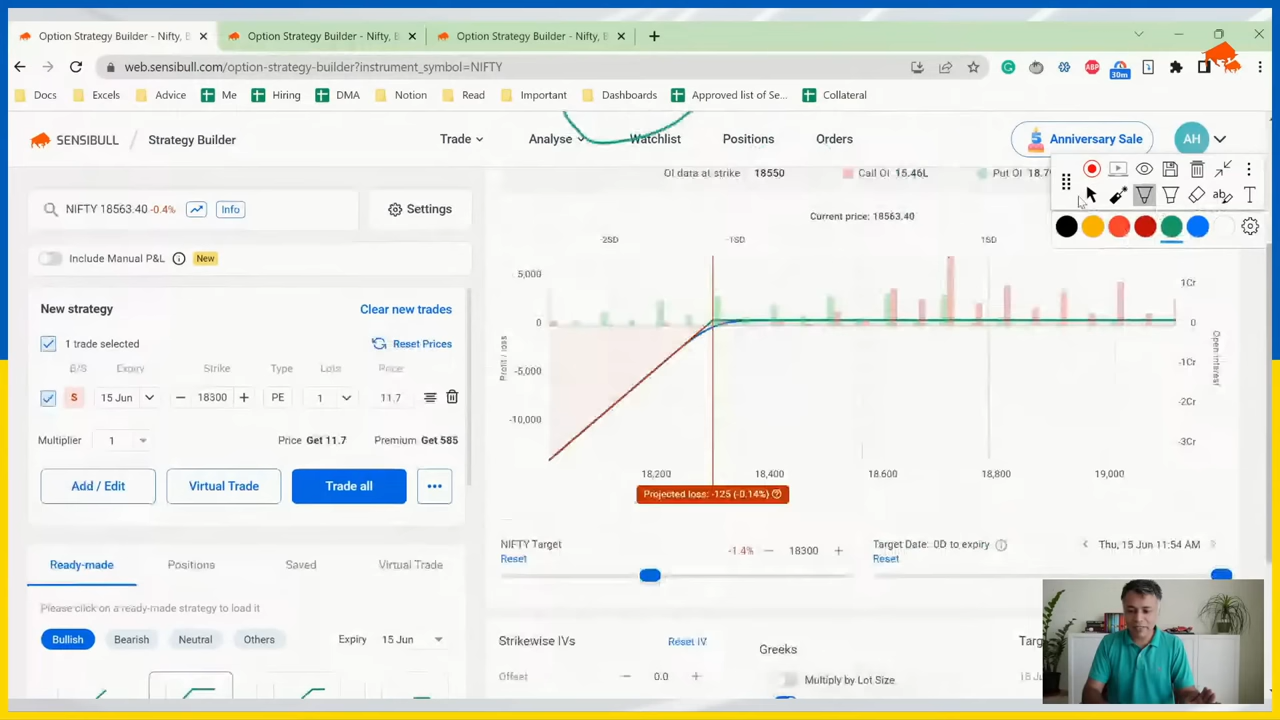 Option Strategy Builder - Nifty, B
Option Strategy Builder - Nifty, B
Option Strategy Builder - Nifty, B
web.sensibull.com/option-strategy-builder?instrument_symbol=NIFTY
ABP
30m
Docs
Excels
Advice
Me
Hiring
DMA
Notion
Read
Important
Dashboards
Approved list of Se...
Collateral
SENSIBULL / Strategy Builder
Trade
Analyse
Watchlist
Positions
Orders
5 Anniversary Sale
AH
NIFTY 18563.40 -0.4%
Info
Settings
Include Manual P&L
New
New strategy
Clear new trades
1 trade selected
Reset Prices
B/S Expiry Strike Type Lots Price
S 15 Jun 18300 PE 1 11.7
Multiplier 1
Price Get 11.7
Premium Get 585
Add / Edit
Virtual Trade
Trade all
Ready-made
Positions
Saved
Virtual Trade
Please click on a ready-made strategy to load it
Bullish
Bearish
Neutral
Others
Expiry 15 Jun
OI data at strike 18550
Call OI 15.46L
Current price: 18563.40
5,000
0
-5,000
-10,000
Profit / loss
1Cr
0
-1Cr
-2Cr
-3Cr
Open Interest
18,200
18,400
18,600
18,800
19,000
Projected loss: -125 (-0.14%)
NIFTY Target
Reset
-1.4% 18300
Target Date: 0D to expiry
Reset
Thu, 15 Jun 11:54 AM
Strikewise IVs
Reset IV
Offset
0.0
Greeks
Multiply by Lot Size